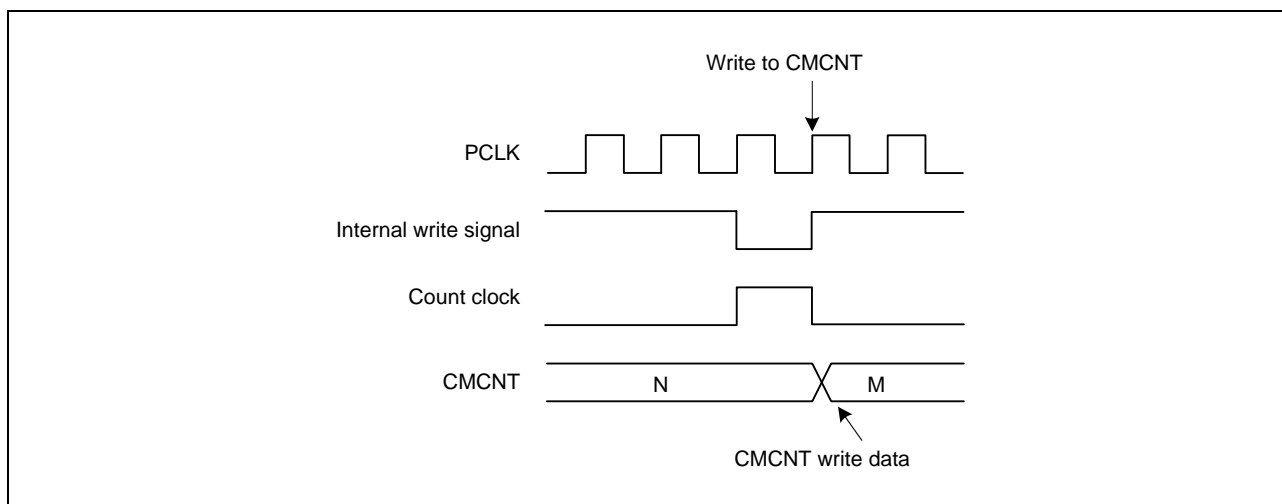 Write to CMCNT
PCLK
Internal write signal
Count clock
CMCNT
N
M
CMCNT write data